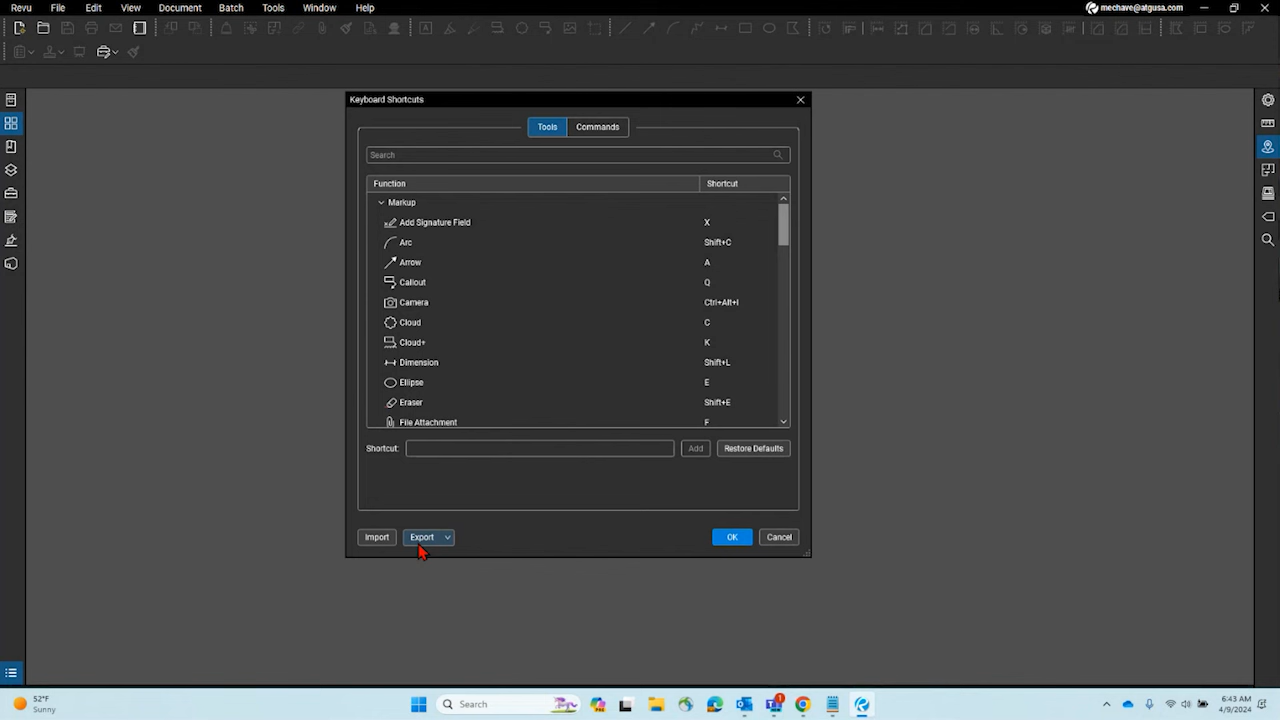 Revu File Edit View Document Batch Tools Window Help mechave@atgusa.com
Keyboard Shortcuts
Tools Commands
Search
Function Shortcut
Markup
Add Signature Field X
Arc Shift+C
Arrow A
Callout Q
Camera Ctrl+Alt+I
Cloud C
Cloud+ K
Dimension Shift+L
Ellipse E
Eraser Shift+E
File Attachment F
Shortcut: Add Restore Defaults
Import Export OK Cancel
52°F
Sunny
Search
1
6:43 AM
4/9/2024